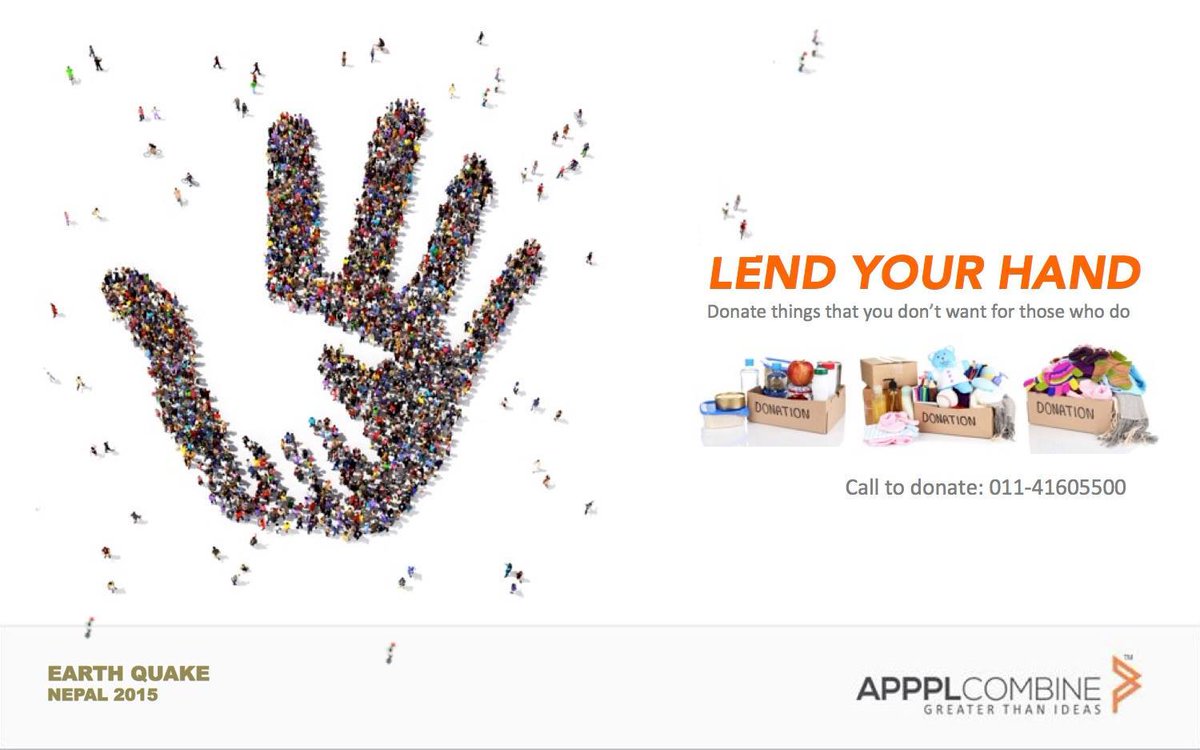 LEND YOUR HAND
Donate things that you don’t want for those who do
DONATION
DONATION
DONATION
Call to donate: 011-41605500
EARTH QUAKE
NEPAL 2015
APPPLCOMBINE™
GREATER THAN IDEAS